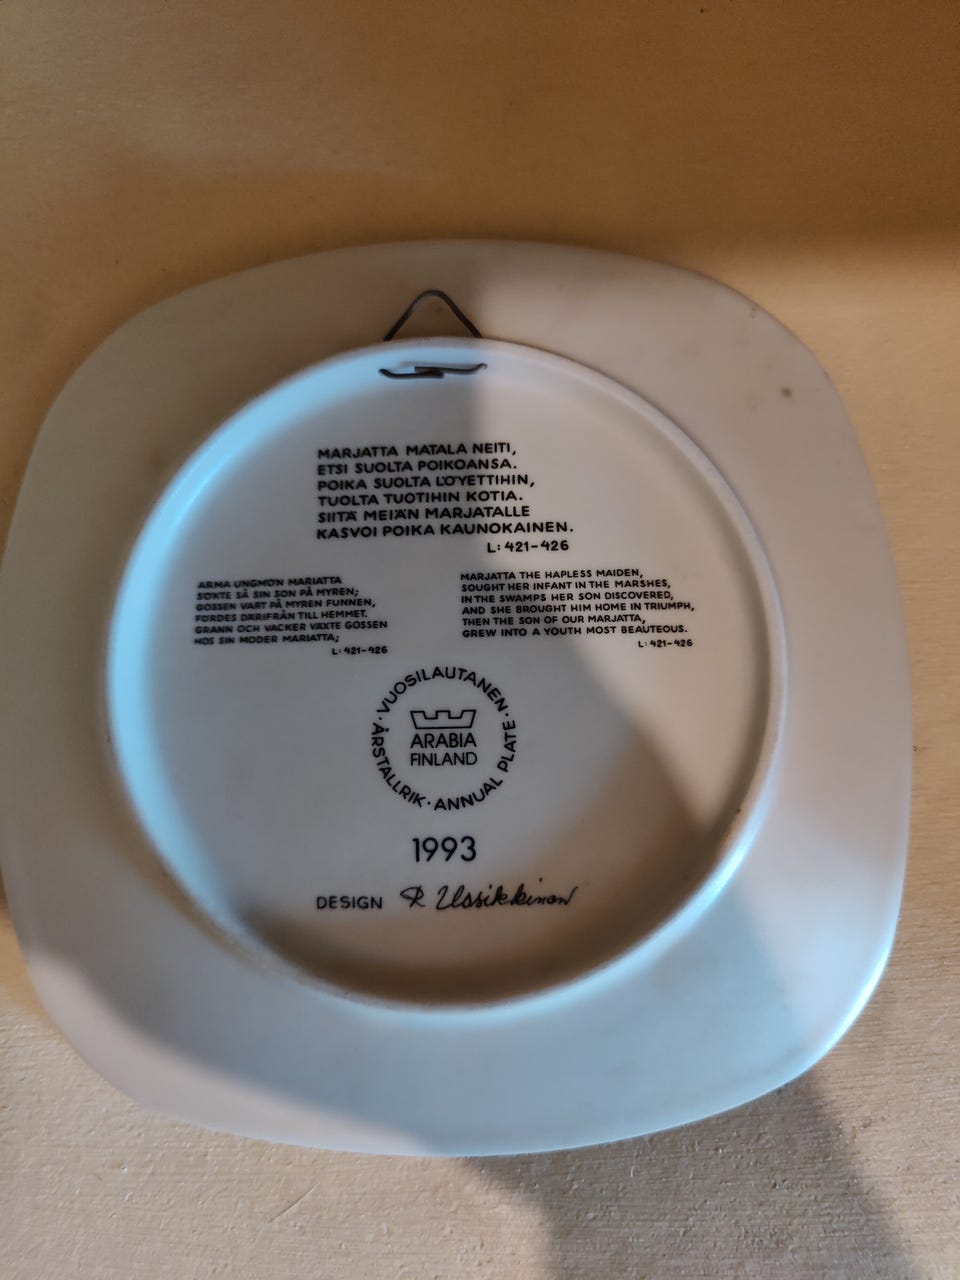 MARJATTA MATALA NEITI,
ETSI SUOLTA POIKOANSA.
POIKA SUOLTA LÖYETTIHIN,
TUOLTA TUOTIHIN KOTIA.
SIITÄ MEIÄN MARJATALLE
KASVOI POIKA KAUNOKAINEN.
L: 421-426
ARMA UNGMÖN MARIATTA
SÖKTE SÅ SIN SON PÅ MYREN;
GOSSEN VART PÅ MYREN FUNNEN,
FÖRDES DÄRIFRÅN TILL HEMMET.
GRANN OCH VACKER VÄXTE GOSSEN
HOS SIN MODER MARIATTA;
L: 421-426
MARJATTA THE HAPLESS MAIDEN,
SOUGHT HER INFANT IN THE MARSHES,
IN THE SWAMPS HER SON DISCOVERED,
AND SHE BROUGHT HIM HOME IN TRIUMPH,
THEN THE SON OF OUR MARJATTA,
GREW INTO A YOUTH MOST BEAUTEOUS.
L: 421-426
· VUOSILAUTANEN ·
ANNUAL PLATE ·
ÅRSTALLRIK
ARABIA
FINLAND
1993
DESIGN R Uosikkinen